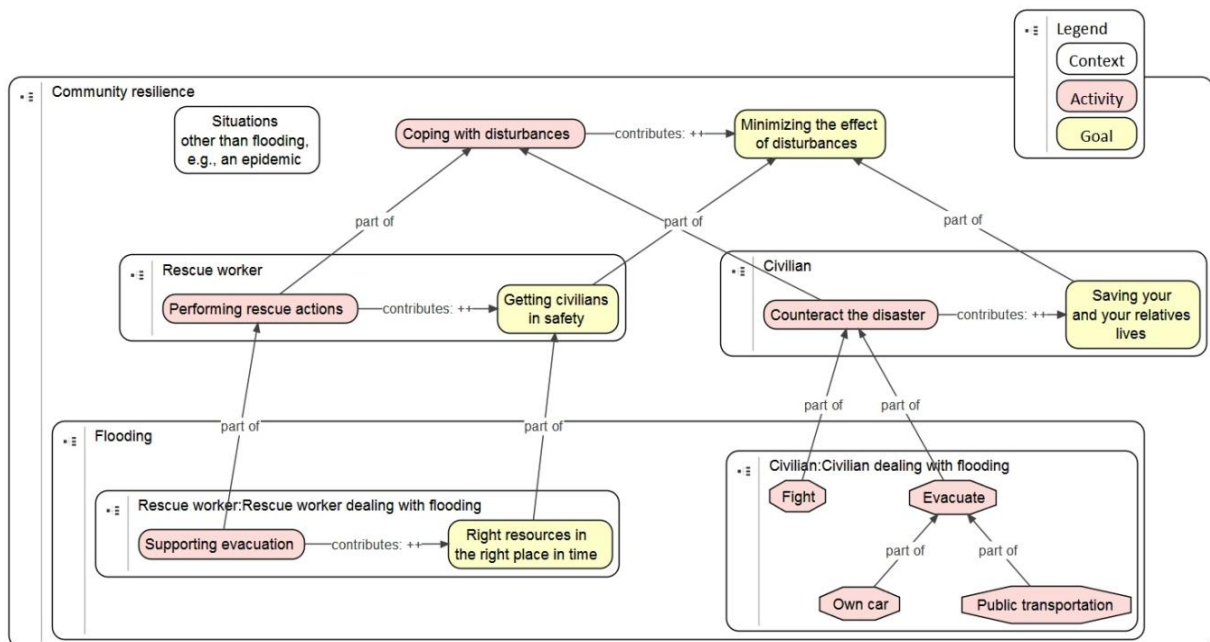 Legend
Context
Activity
Goal
Community resilience
Situations
other than flooding,
e.g., an epidemic
Coping with disturbances
contributes: ++
Minimizing the effect
of disturbances
part of
part of
part of
Rescue worker
Performing rescue actions
contributes: ++
Getting civilians
in safety
Civilian
Counteract the disaster
contributes: ++
Saving your
and your relatives
lives
part of
part of
part of
part of
Flooding
Rescue worker:Rescue worker dealing with flooding
Supporting evacuation
contributes: ++
Right resources in
the right place in time
Civilian:Civilian dealing with flooding
Fight
Evacuate
part of
part of
Own car
Public transportation